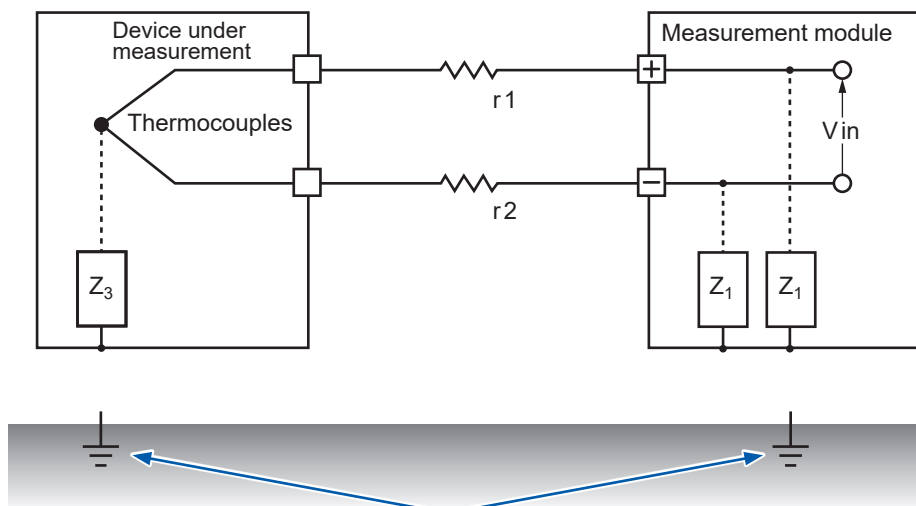 Device under
measurement
Measurement module
Thermocouples
r1
r2
+
−
Vin
Z3
Z1
Z1